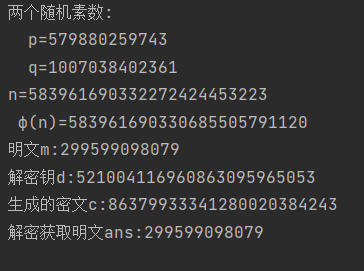 两个随机素数:
p=579880259743
q=1007038402361
n=583961690332272424453223
φ(n)=583961690330685505791120
明文m:299599098079
解密钥d:521004116960863095965053
生成的密文c:86379933341280020384243
解密获取明文ans:299599098079